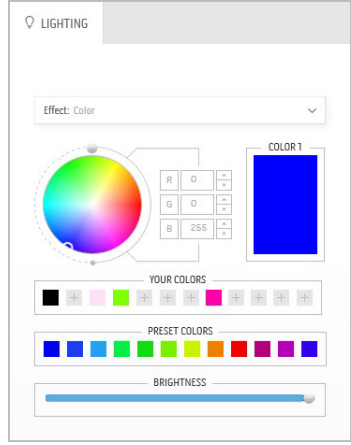 LIGHTING
Effect: Color
COLOR 1
R 0
G 0
B 255
YOUR COLORS
PRESET COLORS
BRIGHTNESS